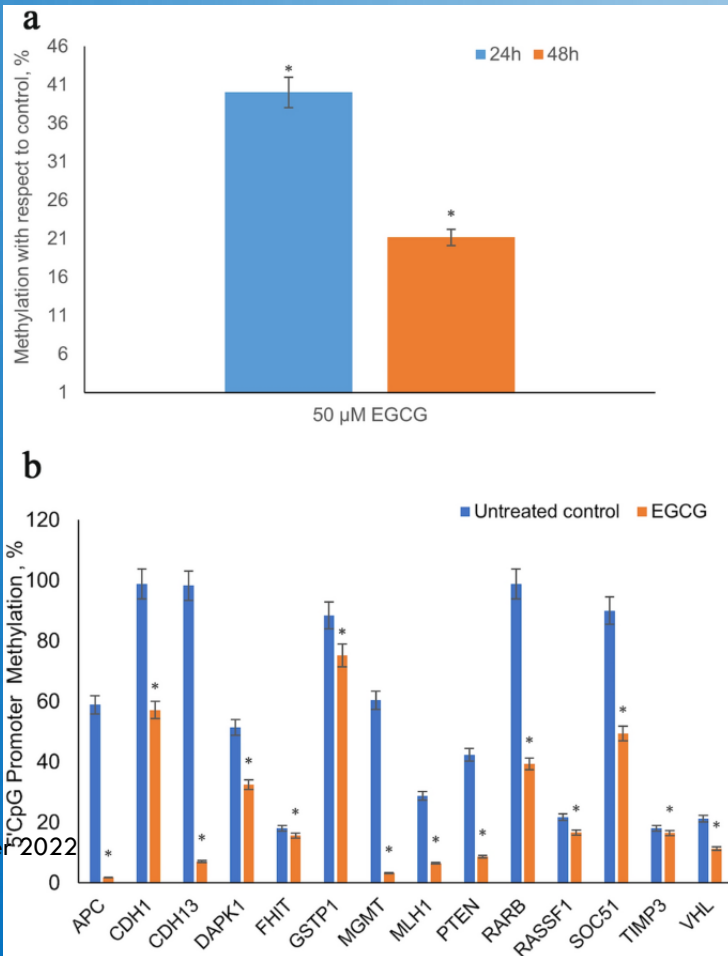 a
Methylation with respect to control, %
46
41
36
31
26
21
16
11
6
1
24h 48h
*
*
50 µM EGCG
b
Untreated control EGCG
5'CpG Promoter Methylation , %
120
100
80
60
40
20
0
* * * * * * * * * * * * * *
2022
APC CDH1 CDH13 DAPK1 FHIT GSTP1 MGMT MLH1 PTEN RARB RASSF1 SOC51 TIMP3 VHL